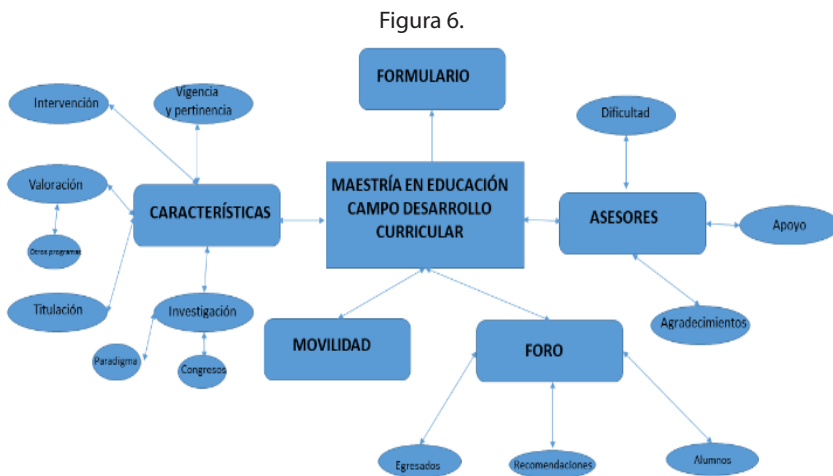 Figura 6.
FORMULARIO
Vigencia
y pertinencia
Intervención
Dificultad
Valoración
CARACTERÍSTICAS
MAESTRÍA EN EDUCACIÓN
CAMPO DESARROLLO
CURRICULAR
ASESORES
Apoyo
Otros programas
Titulación
Investigación
Agradecimientos
MOVILIDAD
FORO
Paradigma
Congresos
Egresados
Recomendaciones
Alumnos